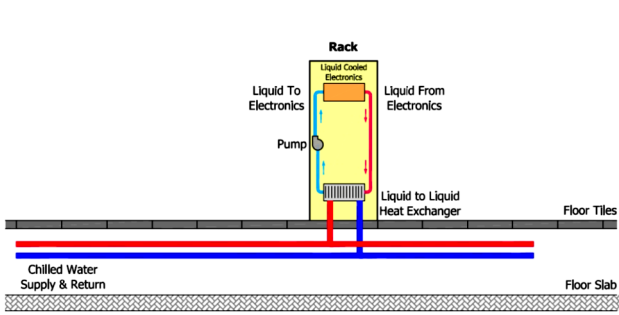 Rack
Liquid Cooled
Electronics
Liquid To
Electronics
Liquid From
Electronics
Pump
Liquid to Liquid
Heat Exchanger
Floor Tiles
Chilled Water
Supply & Return
Floor Slab